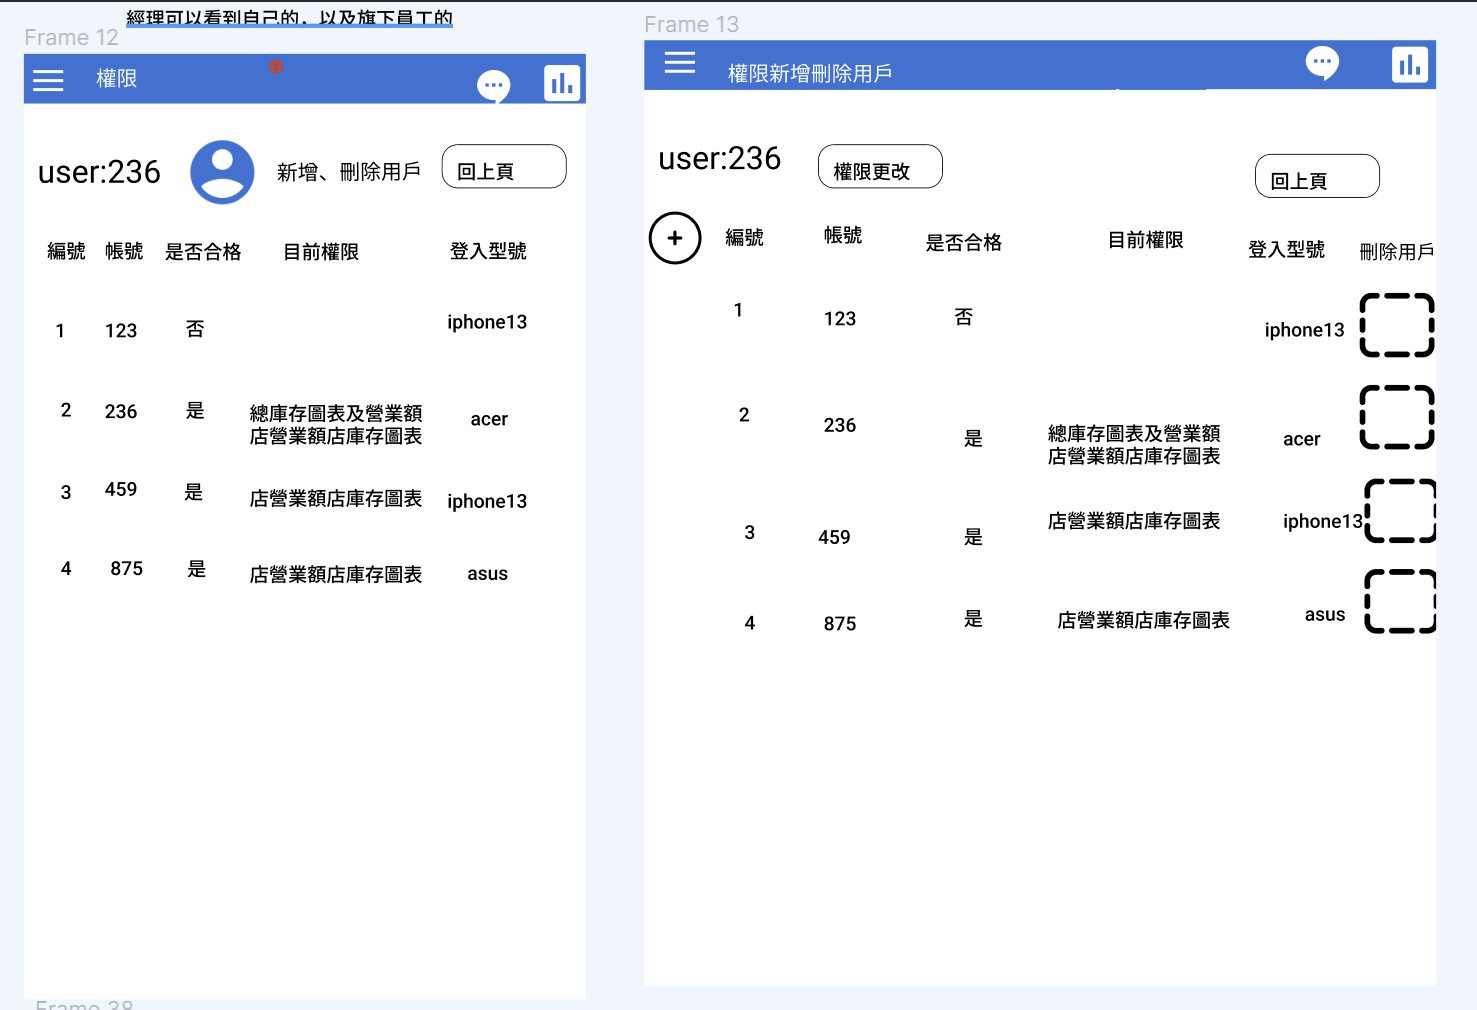 經理可以看到自己的，以及旗下員工的
Frame 12
權限
user:236
新增、刪除用戶
回上頁
編號 帳號 是否合格 目前權限 登入型號
1 123 否 iphone13
2 236 是 總庫存圖表及營業額
店營業額店庫存圖表 acer
3 459 是 店營業額店庫存圖表 iphone13
4 875 是 店營業額店庫存圖表 asus
Frame 38
Frame 13
權限新增刪除用戶
user:236
權限更改
回上頁
編號 帳號 是否合格 目前權限 登入型號 刪除用戶
1 123 否 iphone13
2 236 是 總庫存圖表及營業額
店營業額店庫存圖表 acer
3 459 是 店營業額店庫存圖表 iphone13
4 875 是 店營業額店庫存圖表 asus